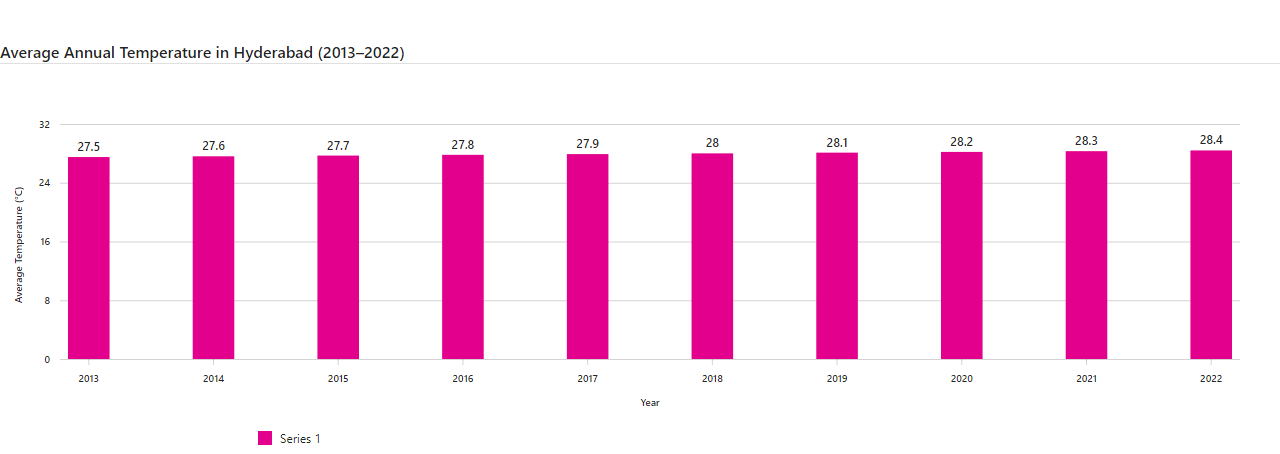 Average Annual Temperature in Hyderabad (2013–2022)
32
27.5 27.6 27.7 27.8 27.9 28 28.1 28.2 28.3 28.4
24
16
8
0
Average Temperature (°C)
2013 2014 2015 2016 2017 2018 2019 2020 2021 2022
Year
Series 1